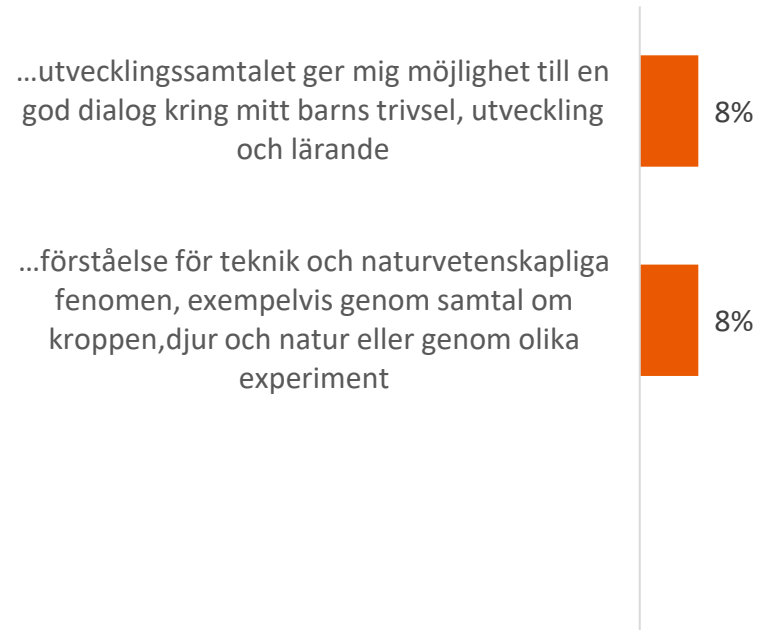 …utvecklingssamtalet ger mig möjlighet till en
god dialog kring mitt barns trivsel, utveckling
och lärande
8%
…förståelse för teknik och naturvetenskapliga
fenomen, exempelvis genom samtal om
kroppen,djur och natur eller genom olika
experiment
8%